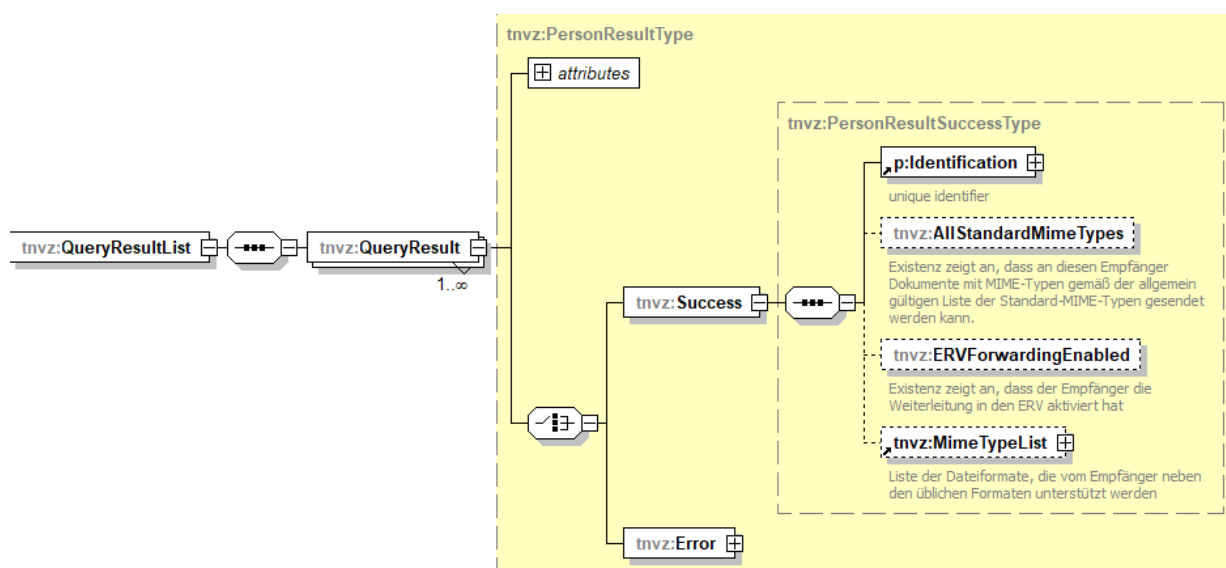 tnvz:PersonResultType
attributes
tnvz:PersonResultSuccessType
p:Identification
unique identifier
tnvz:AllStandardMimeTypes
tnvz:QueryResultList
tnvz:QueryResult
1..∞
Existenz zeigt an, dass an diesen Empfänger
Dokumente mit MIME-Typen gemäß der allgemein
gültigen Liste der Standard-MIME-Typen gesendet
werden kann.
tnvz:Success
tnvz:ERVForwardingEnabled
Existenz zeigt an, dass der Empfänger die
Weiterleitung in den ERV aktiviert hat
tnvz:MimeTypeList
Liste der Dateiformate, die vom Empfänger neben
den üblichen Formaten unterstützt werden
tnvz:Error